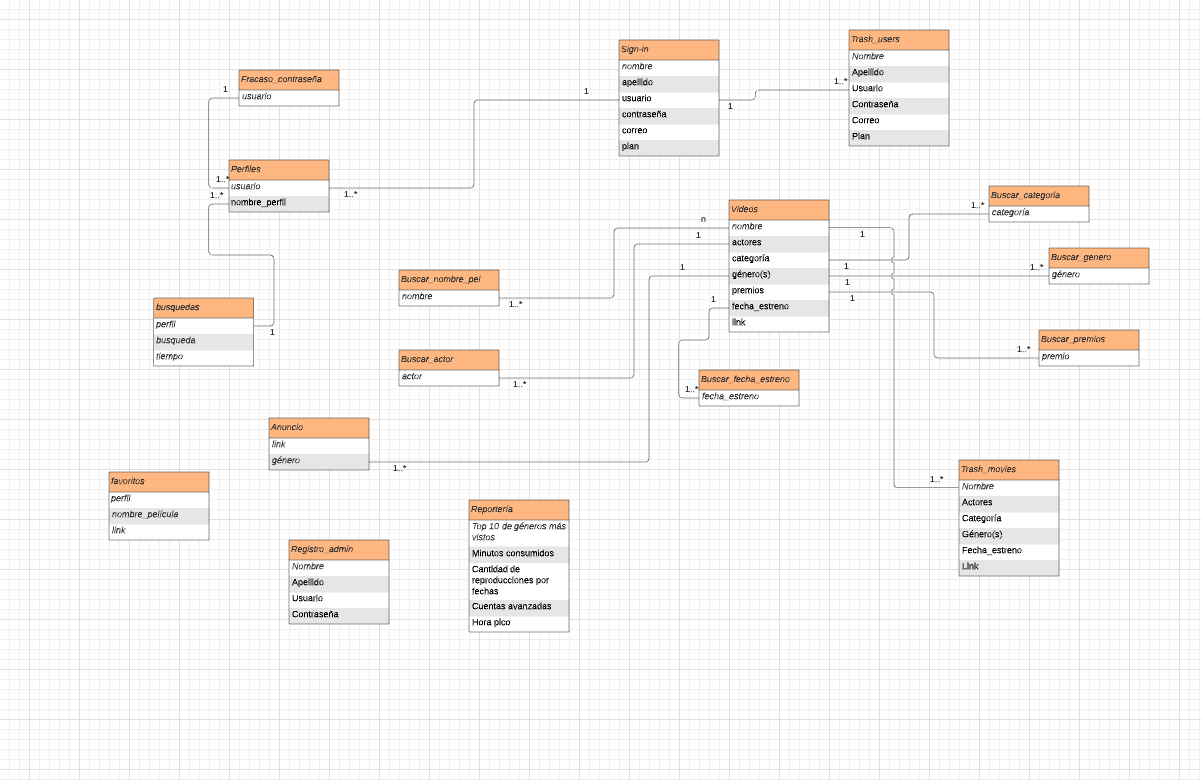 Fracaso_contraseña
usuario
1
1..*
1..*
Perfiles
usuario
nombre_perfil
1..*
busquedas
perfil
busqueda
tiempo
1
Sign-in
nombre
apellido
usuario
contraseña
correo
plan
1
1
Trash_users
Nombre
Apellido
Usuario
Contraseña
Correo
Plan
1..*
Videos
nombre
actores
categoría
género(s)
premios
fecha_estreno
link
n
1
1
1
1
1
1
1
Buscar_categoría
categoría
1..*
Buscar_genero
género
1..*
Buscar_premios
premio
1..*
Buscar_nombre_pel
nombre
1..*
Buscar_actor
actor
1..*
Buscar_fecha_estreno
fecha_estreno
1..*
Anuncio
link
género
1..*
favoritos
perfil
nombre_película
link
Registro_admin
Nombre
Apellido
Usuario
Contraseña
Reportería
Top 10 de géneros más
vistos
Minutos consumidos
Cantidad de
reproducciones por
fechas
Cuentas avanzadas
Hora pico
Trash_movies
Nombre
Actores
Categoría
Género(s)
Fecha_estreno
Link
1..*